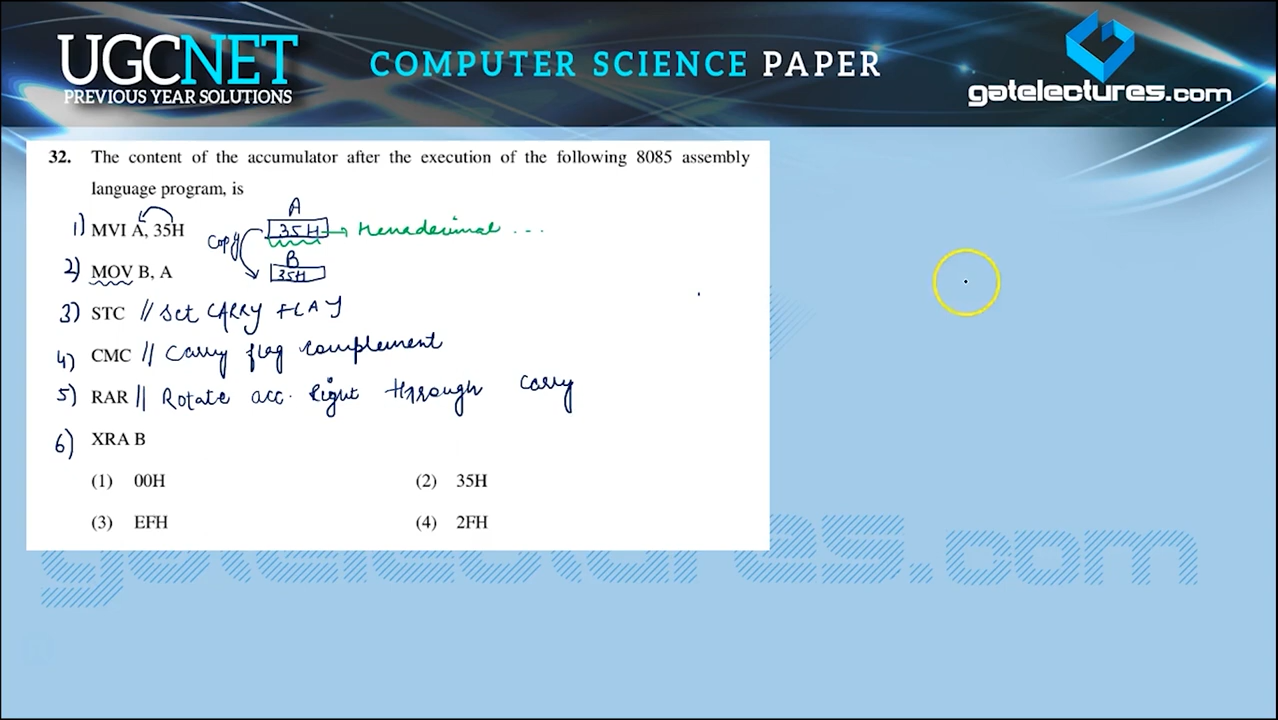 UGCNET
PREVIOUS YEAR SOLUTIONS
COMPUTER SCIENCE PAPER
gatelectures.com
32. The content of the accumulator after the execution of the following 8085 assembly
language program, is
A
1) MVI A, 35H 35H → Hexadecimal ...
Copy
B
2) MOV B, A 35H
3) STC // Set CARRY FLAG
4) CMC // Carry flag complement
5) RAR // Rotate acc. Right through carry
6) XRA B
(1) 00H (2) 35H
(3) EFH (4) 2FH
gatelectures.com